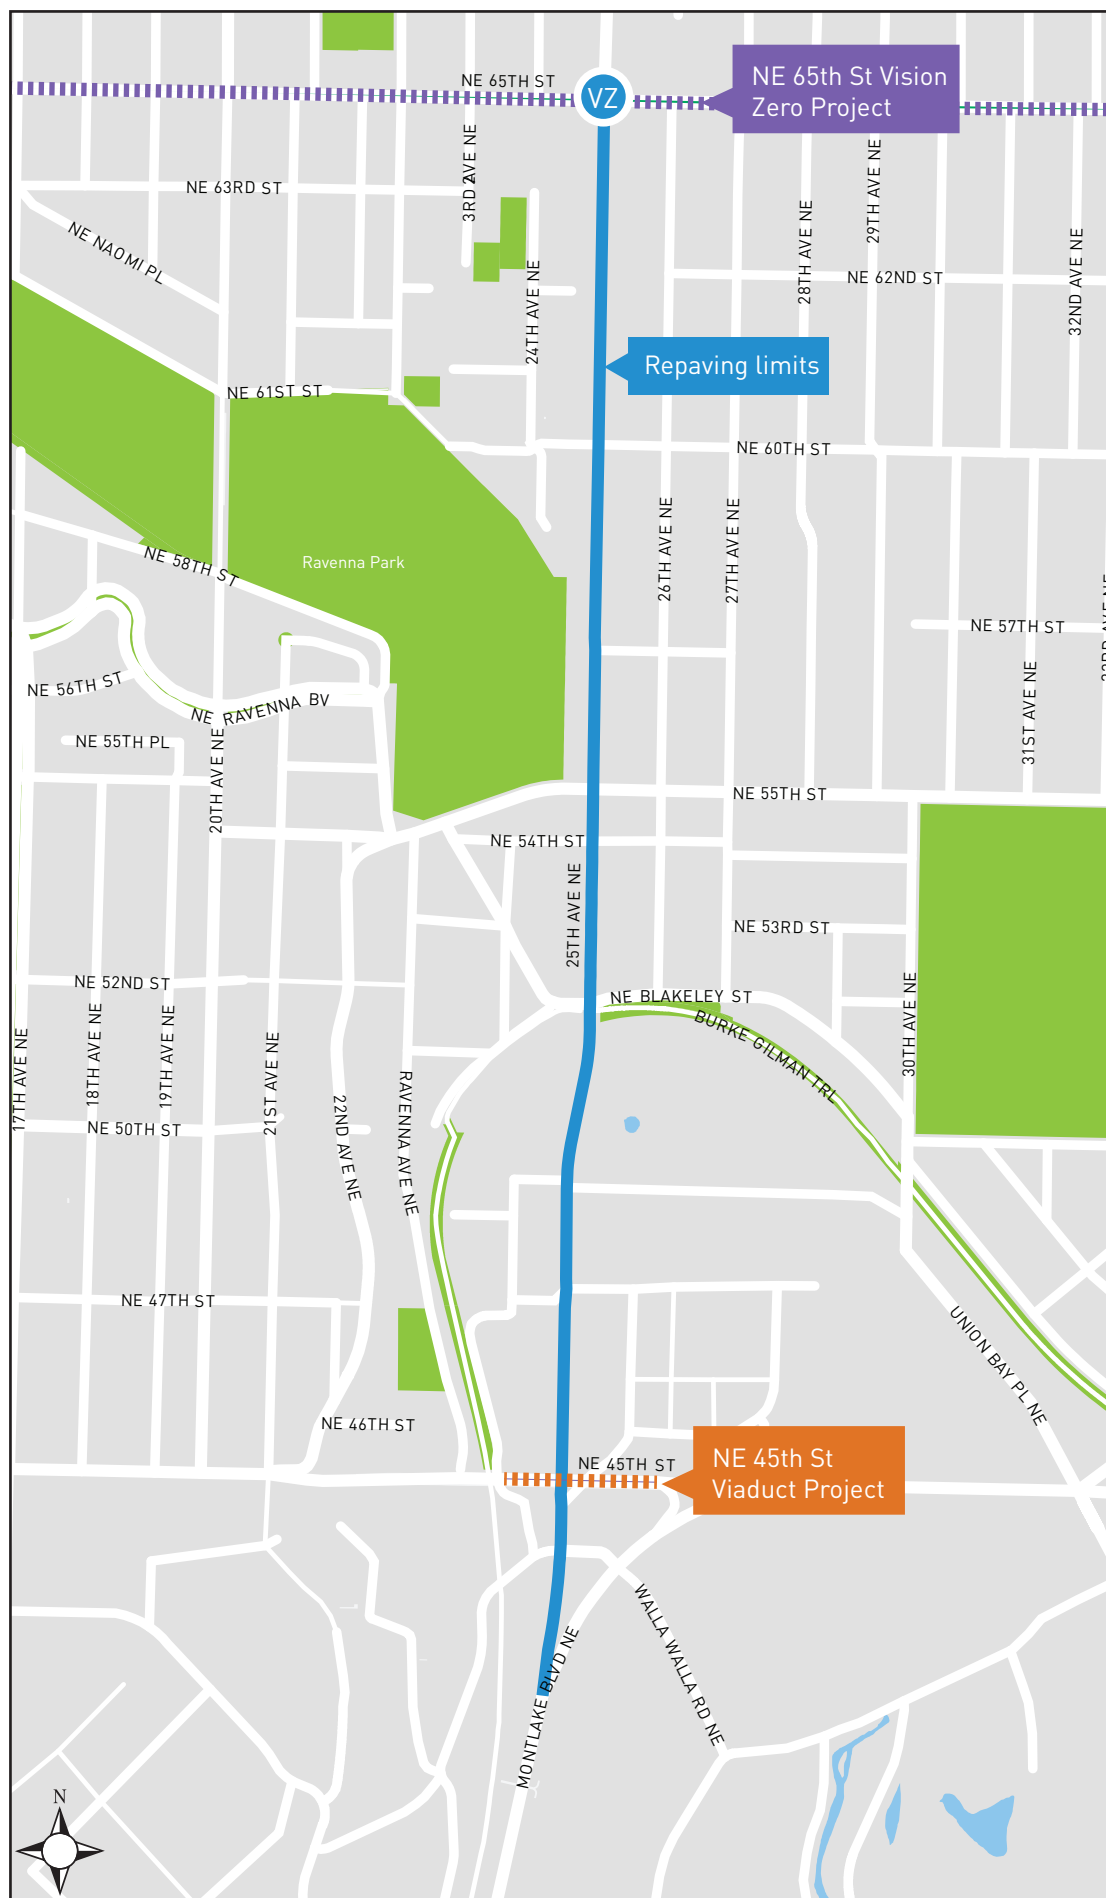 NE 65TH ST
VZ
NE 65th St Vision
Zero Project
3RD AVE NE
2
NE 63RD ST
NE NAOMI PL
24TH AVE NE
28TH AVE NE
29TH AVE NE
NE 62ND ST
32ND AVE NE
Repaving limits
NE 61ST ST
NE 60TH ST
26TH AVE NE
27TH AVE NE
NE 58TH ST
Ravenna Park
NE 57TH ST
31ST AVE NE
33RD AVE NE
NE 56TH ST
NE RAVENNA BV
NE 55TH PL
20TH AVE NE
NE 55TH ST
NE 54TH ST
25TH AVE NE
NE 53RD ST
NE 52ND ST
NE BLAKELEY ST
BURKE GILMAN TRL
30TH AVE NE
17TH AVE NE
18TH AVE NE
19TH AVE NE
21ST AVE NE
22ND AVE NE
RAVENNA AVE NE
NE 50TH ST
NE 47TH ST
UNION BAY PL NE
NE 46TH ST
NE 45TH ST
NE 45th St
Viaduct Project
WALLA WALLA RD NE
MONTLAKE BLVD NE
N